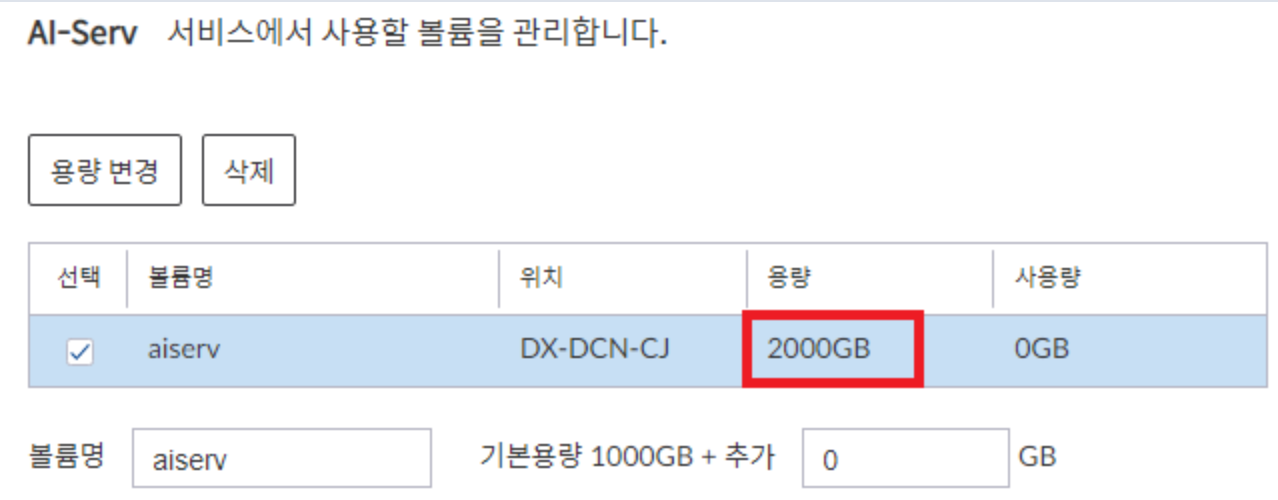 AI-Serv 서비스에서 사용할 볼륨을 관리합니다.
용량 변경 삭제
선택 볼륨명 위치 용량 사용량
aiserv DX-DCN-CJ 2000GB 0GB
볼륨명 aiserv 기본용량 1000GB + 추가 0 GB